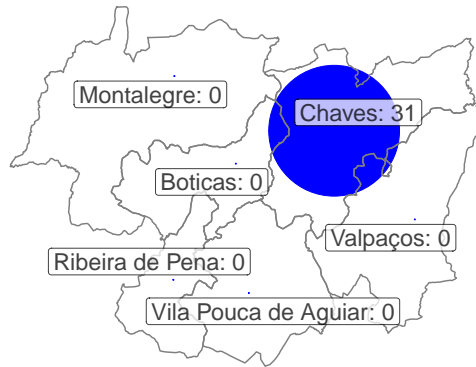 Montalegre: 0
Chaves: 31
Boticas: 0
Valpaços: 0
Ribeira de Pena: 0
Vila Pouca de Aguiar: 0